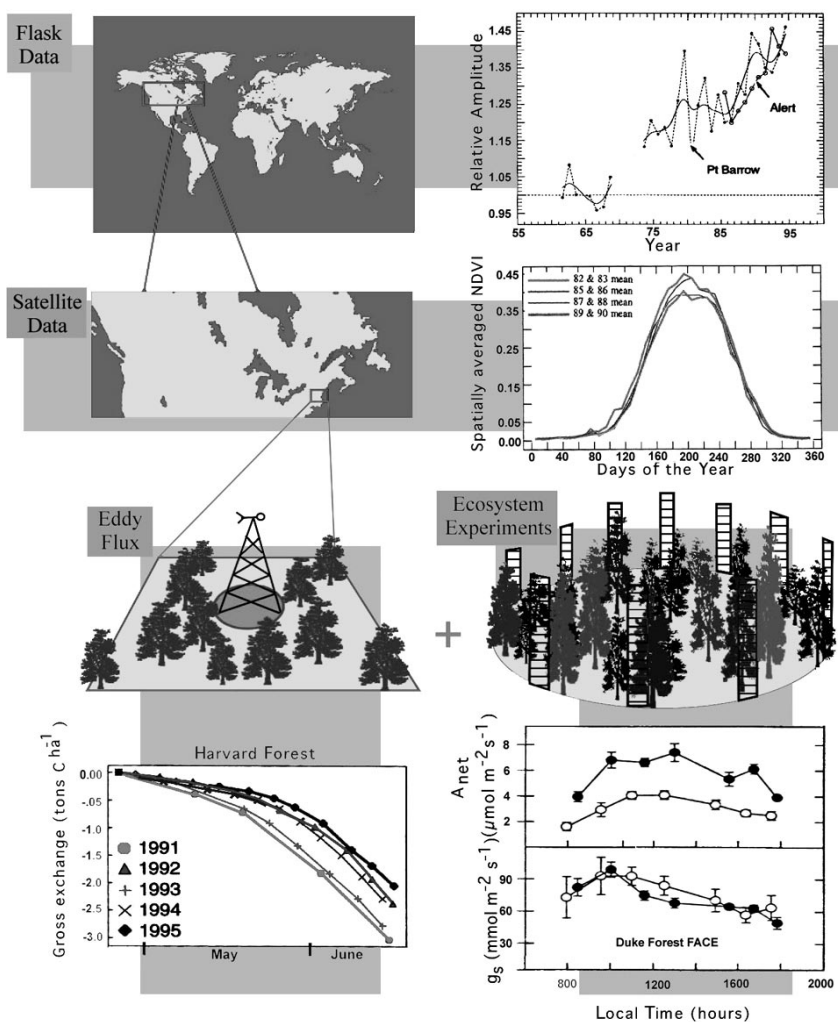 Flask
Data
Relative Amplitude
1.45
1.35
1.25
1.15
1.05
0.95
Alert
Pt Barrow
55
65
75
85
95
100
Year
Satellite
Data
Spatially averaged NDVI
0.45
0.35
0.25
0.15
0.05
0.00
82 & 83 mean
85 & 86 mean
87 & 88 mean
89 & 90 mean
0
40
80
120
160
200
240
280
320
360
Days of the Year
Eddy
Flux
+
Ecosystem
Experiments
Harvard Forest
Gross exchange (tons C hā¹)
0.00
-.05
-1.0
-1.5
-2.0
-2.5
-3.0
1991
1992
1993
1994
1995
May
June
Anet (μmol m-2 s-1)
8
6
4
2
gs (mmol m-2 s-1)
90
60
30
Duke Forest FACE
800
1200
1600
2000
Local Time (hours)